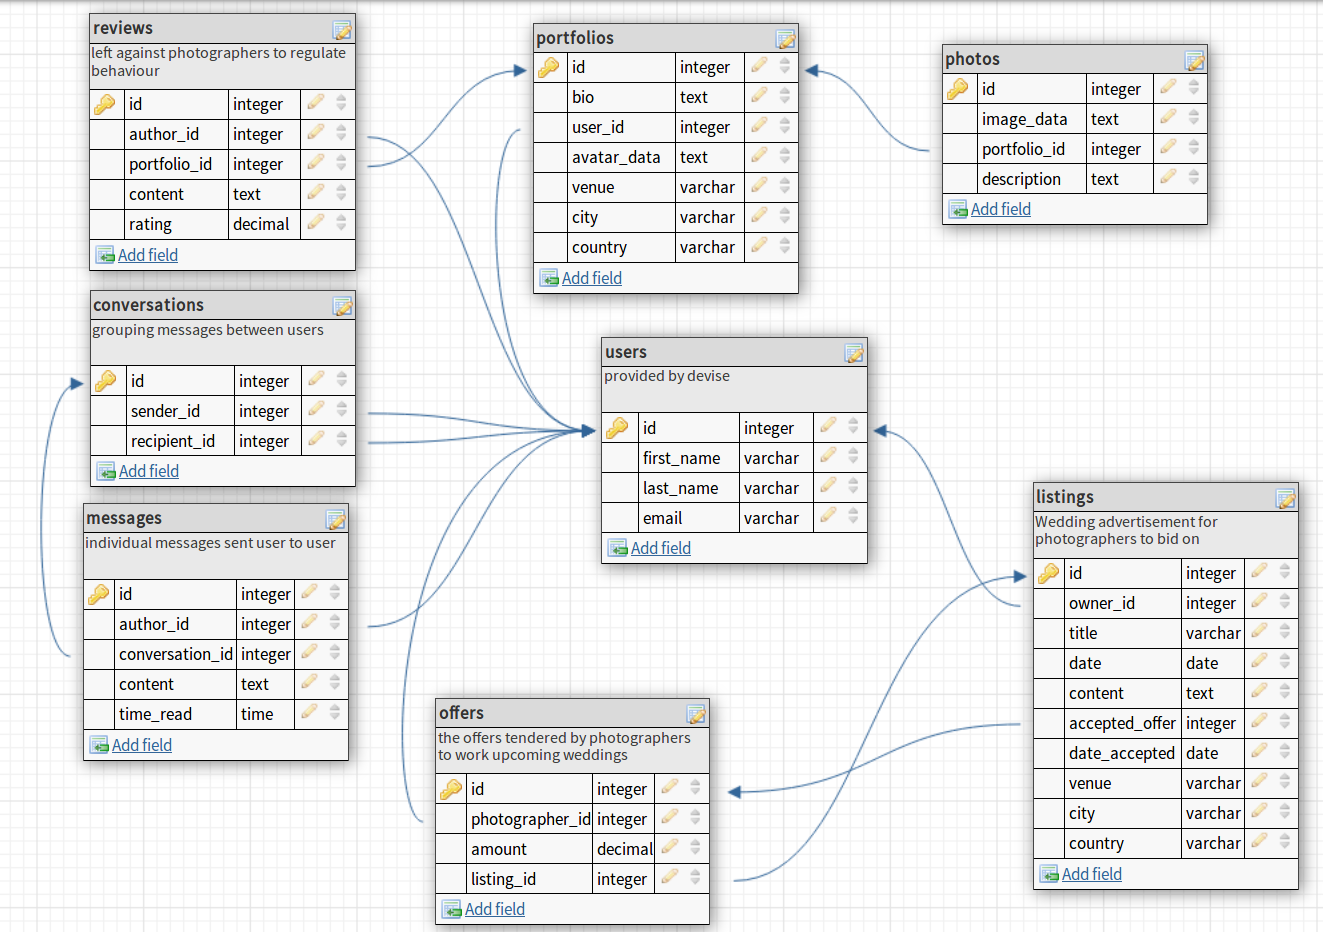 reviews
left against photographers to regulate
behaviour
id integer
author_id integer
portfolio_id integer
content text
rating decimal
Add field
portfolios
id integer
bio text
user_id integer
avatar_data text
venue varchar
city varchar
country varchar
Add field
photos
id integer
image_data text
portfolio_id integer
description text
Add field
conversations
grouping messages between users
id integer
sender_id integer
recipient_id integer
Add field
users
provided by devise
id integer
first_name varchar
last_name varchar
email varchar
Add field
messages
individual messages sent user to user
id integer
author_id integer
conversation_id integer
content text
time_read time
Add field
listings
Wedding advertisement for
photographers to bid on
id integer
owner_id integer
title varchar
date date
content text
accepted_offer integer
date_accepted date
venue varchar
city varchar
country varchar
Add field
offers
the offers tendered by photographers
to work upcoming weddings
id integer
photographer_id integer
amount decimal
listing_id integer
Add field